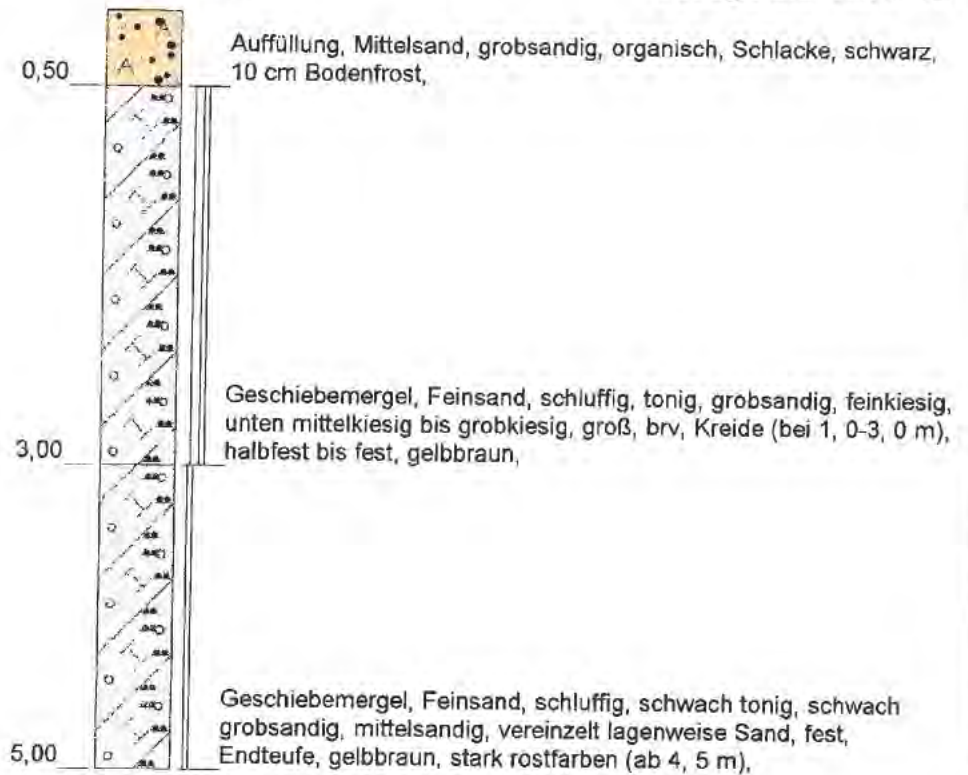 Auffüllung, Mittelsand, grobsandig, organisch, Schlacke, schwarz,
10 cm Bodenfrost,
0,50
A
Geschiebemergel, Feinsand, schluffig, tonig, grobsandig, feinkiesig,
unten mittelkiesig bis grobkiesig, groß, brv, Kreide (bei 1, 0-3, 0 m),
halbfest bis fest, gelbbraun,
3,00
Geschiebemergel, Feinsand, schluffig, schwach tonig, schwach
grobsandig, mittelsandig, vereinzelt lagenweise Sand, fest,
Endteufe, gelbbraun, stark rostfarben (ab 4, 5 m),
5,00